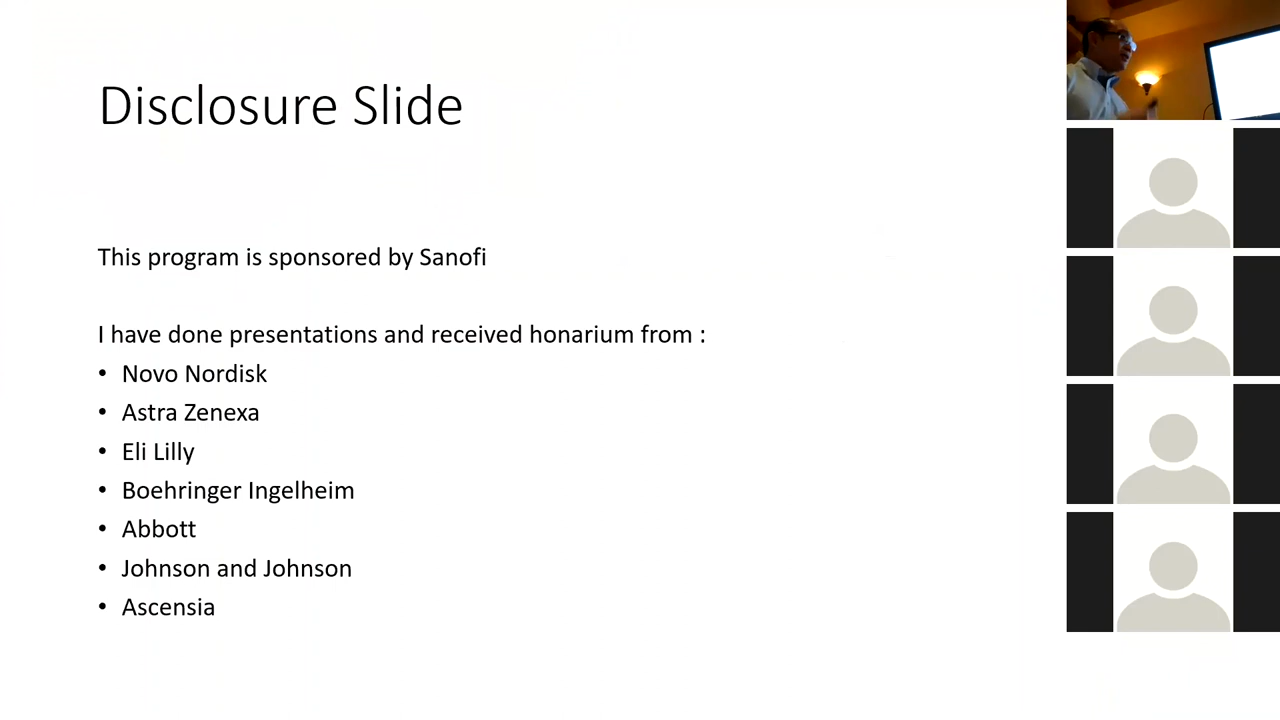 Disclosure Slide
This program is sponsored by Sanofi
I have done presentations and received honarium from :
• Novo Nordisk
• Astra Zenexa
• Eli Lilly
• Boehringer Ingelheim
• Abbott
• Johnson and Johnson
• Ascensia